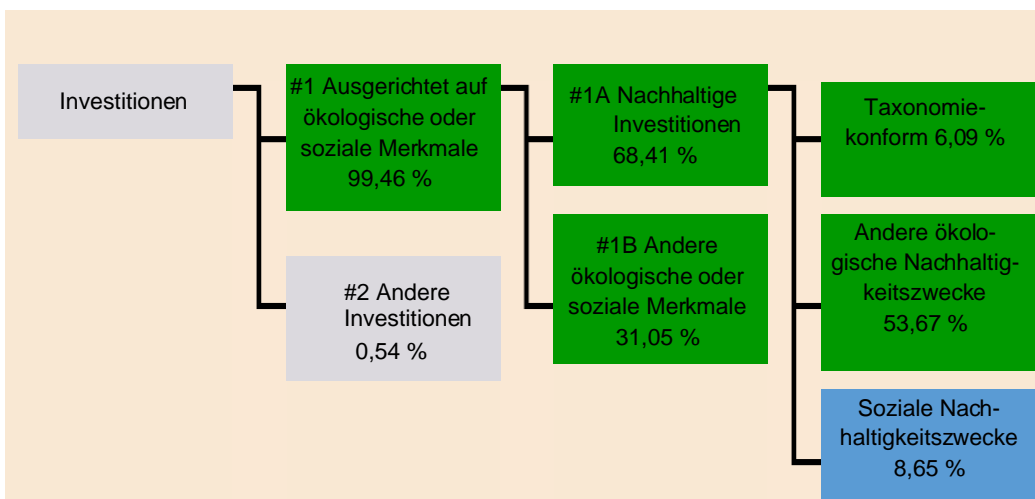 Investitionen
#1 Ausgerichtet auf
ökologische oder
soziale Merkmale
99,46 %
#2 Andere
Investitionen
0,54 %
#1A Nachhaltige
Investitionen
68,41 %
#1B Andere
ökologische oder
soziale Merkmale
31,05 %
Taxonomie-
konform 6,09 %
Andere ökolo-
gische Nachhaltig-
keitszwecke
53,67 %
Soziale Nach-
haltigkeitszwecke
8,65 %